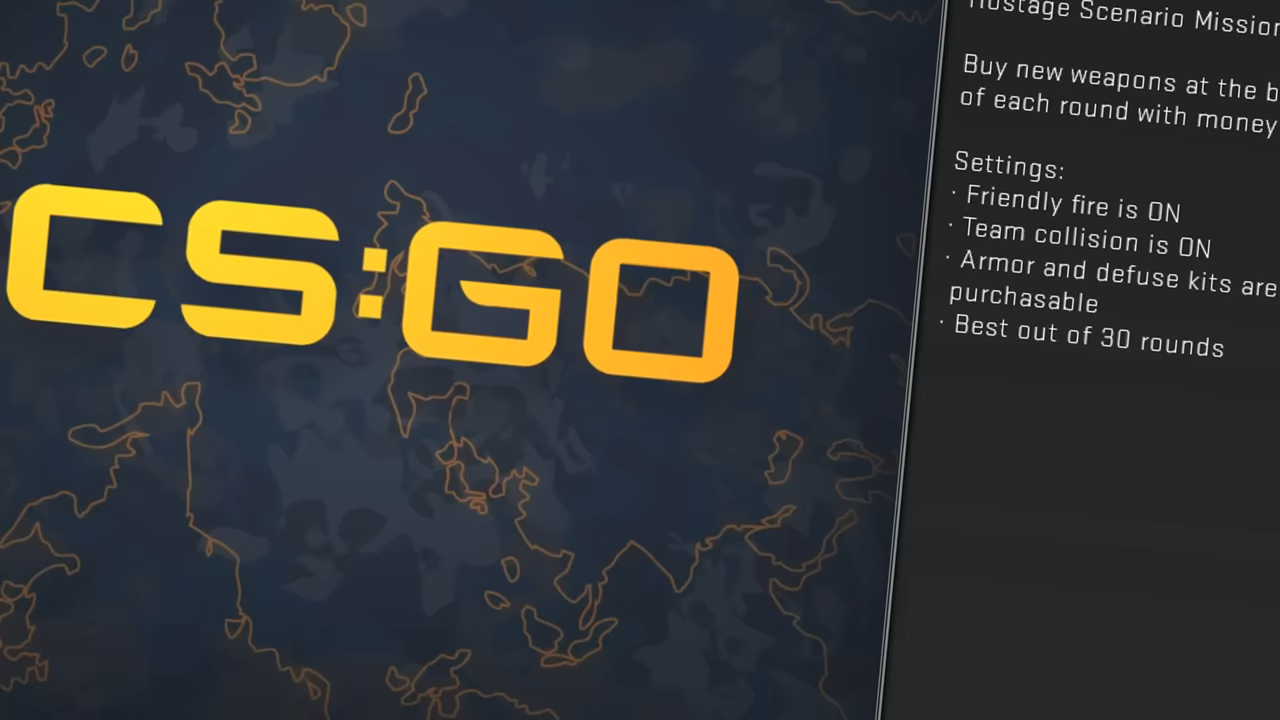 CS:GO
Hostage Scenario Mission
Buy new weapons at the
of each round with money
Settings:
· Friendly fire is ON
· Team collision is ON
· Armor and defuse kits are
purchasable
· Best out of 30 rounds